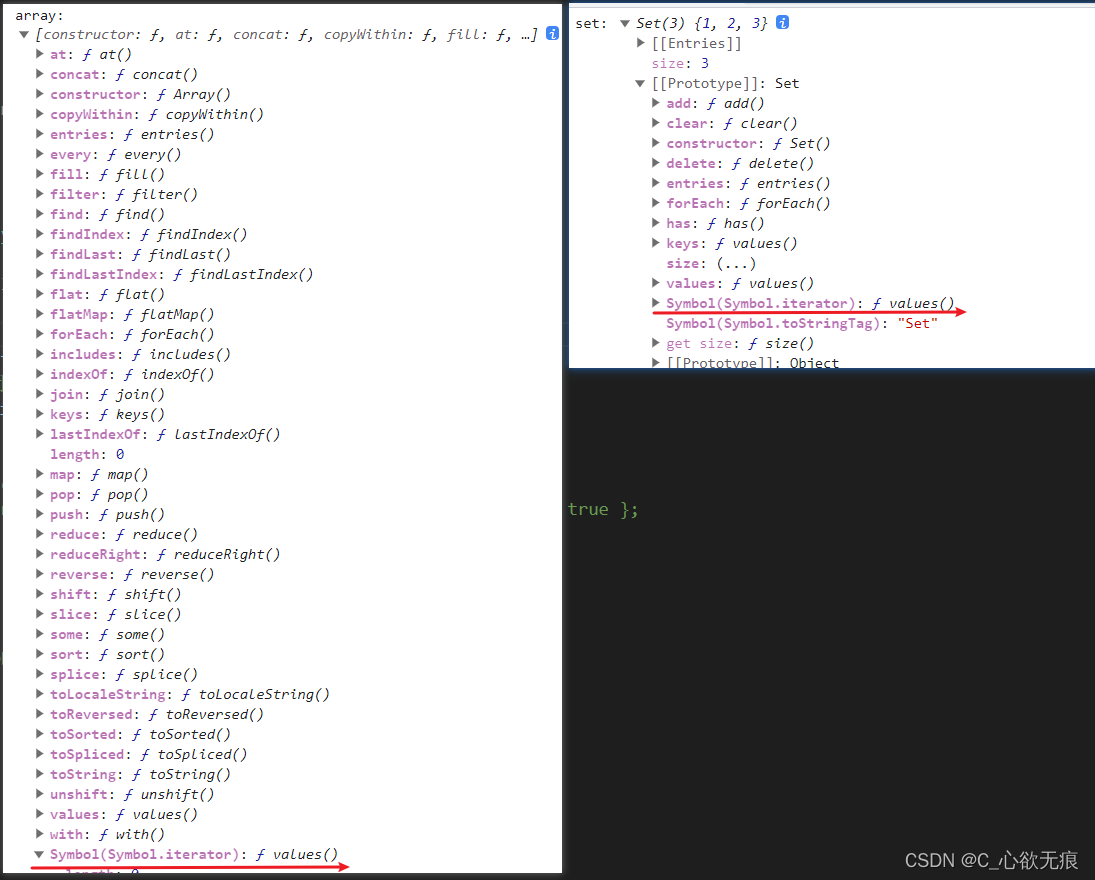 array:
[constructor: ƒ, at: ƒ, concat: ƒ, copyWithin: ƒ, fill: ƒ, …]
at: ƒ at()
concat: ƒ concat()
constructor: ƒ Array()
copyWithin: ƒ copyWithin()
entries: ƒ entries()
every: ƒ every()
fill: ƒ fill()
filter: ƒ filter()
find: ƒ find()
findIndex: ƒ findIndex()
findLast: ƒ findLast()
findLastIndex: ƒ findLastIndex()
flat: ƒ flat()
flatMap: ƒ flatMap()
forEach: ƒ forEach()
includes: ƒ includes()
indexOf: ƒ indexOf()
join: ƒ join()
keys: ƒ keys()
lastIndexOf: ƒ lastIndexOf()
length: 0
map: ƒ map()
pop: ƒ pop()
push: ƒ push()
reduce: ƒ reduce()
reduceRight: ƒ reduceRight()
reverse: ƒ reverse()
shift: ƒ shift()
slice: ƒ slice()
some: ƒ some()
sort: ƒ sort()
splice: ƒ splice()
toLocaleString: ƒ toLocaleString()
toReversed: ƒ toReversed()
toSorted: ƒ toSorted()
toSpliced: ƒ toSpliced()
toString: ƒ toString()
unshift: ƒ unshift()
values: ƒ values()
with: ƒ with()
Symbol(Symbol.iterator): ƒ values()
set: Set(3) {1, 2, 3}
[[Entries]]
size: 3
[[Prototype]]: Set
add: ƒ add()
clear: ƒ clear()
constructor: ƒ Set()
delete: ƒ delete()
entries: ƒ entries()
forEach: ƒ forEach()
has: ƒ has()
keys: ƒ values()
size: (...)
values: ƒ values()
Symbol(Symbol.iterator): ƒ values()
Symbol(Symbol.toStringTag): "Set"
get size: ƒ size()
[[Prototype]]: Object
true };
CSDN @C_心欲无痕